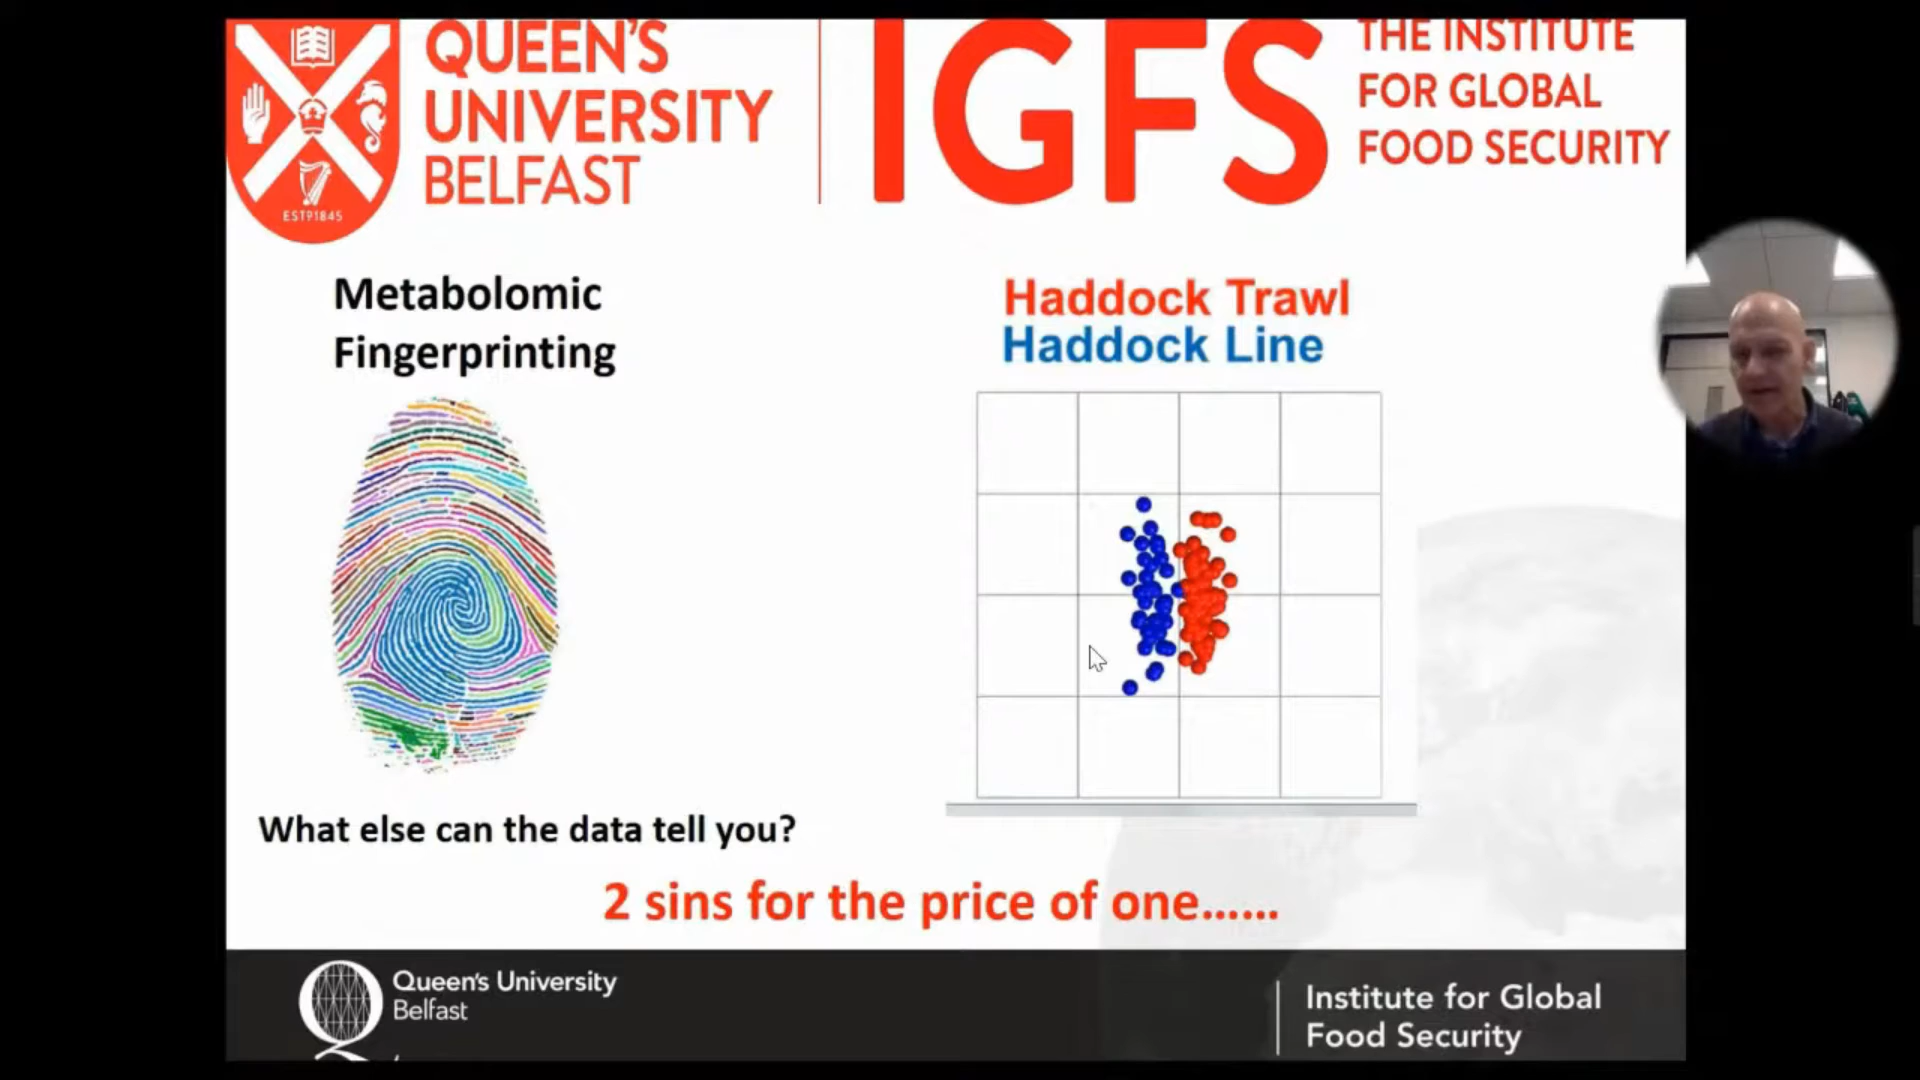 QUEEN'S
UNIVERSITY
BELFAST
EST❘1845
IGFS
THE INSTITUTE
FOR GLOBAL
FOOD SECURITY
Metabolomic
Fingerprinting
Haddock Trawl
Haddock Line
What else can the data tell you?
2 sins for the price of one......
Queen's University
Belfast
Institute for Global
Food Security